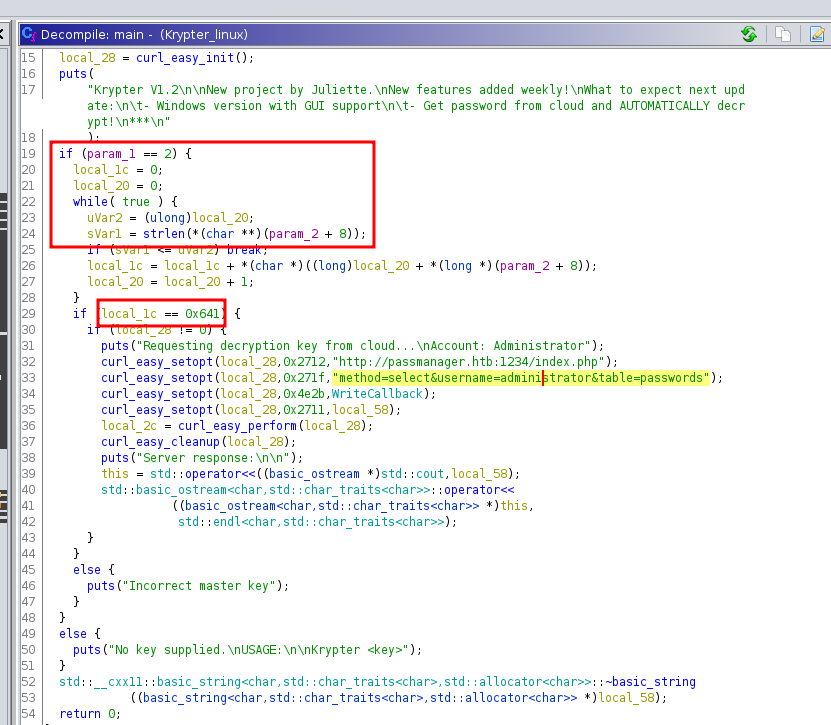 Decompile: main - (Krypter_linux)
15 local_28 = curl_easy_init();
16 puts(
17 "Krypter V1.2\n\nNew project by Juliette.\nNew features added weekly!\nWhat to expect next upd
ate:\n\t- Windows version with GUI support\n\t- Get password from cloud and AUTOMATICALLY decr
ypt!\n***\n"
18 );
19 if (param_1 == 2) {
20 local_1c = 0;
21 local_20 = 0;
22 while( true ) {
23 uVar2 = (ulong)local_20;
24 sVar1 = strlen(*(char **)(param_2 + 8));
25 if (sVar1 <= uVar2) break;
26 local_1c = local_1c + *(char *)((long)local_20 + *(long *)(param_2 + 8));
27 local_20 = local_20 + 1;
28 }
29 if (local_1c == 0x641) {
30 if (local_28 != 0) {
31 puts("Requesting decryption key from cloud...\nAccount: Administrator");
32 curl_easy_setopt(local_28,0x2712,"http://passmanager.htb:1234/index.php");
33 curl_easy_setopt(local_28,0x271f,"method=select&username=administrator&table=passwords");
34 curl_easy_setopt(local_28,0x4e2b,WriteCallback);
35 curl_easy_setopt(local_28,0x2711,local_58);
36 local_2c = curl_easy_perform(local_28);
37 curl_easy_cleanup(local_28);
38 puts("Server response:\n\n");
39 this = std::operator<<((basic_ostream *)std::cout,local_58);
40 std::basic_ostream<char,std::char_traits<char>>::operator<<
41 ((basic_ostream<char,std::char_traits<char>> *)this,
42 std::endl<char,std::char_traits<char>>);
43 }
44 }
45 else {
46 puts("Incorrect master key");
47 }
48 }
49 else {
50 puts("No key supplied.\nUSAGE:\n\nKrypter <key>");
51 }
52 std::__cxx11::basic_string<char,std::char_traits<char>,std::allocator<char>>::~basic_string
53 ((basic_string<char,std::char_traits<char>,std::allocator<char>> *)local_58);
54 return 0;